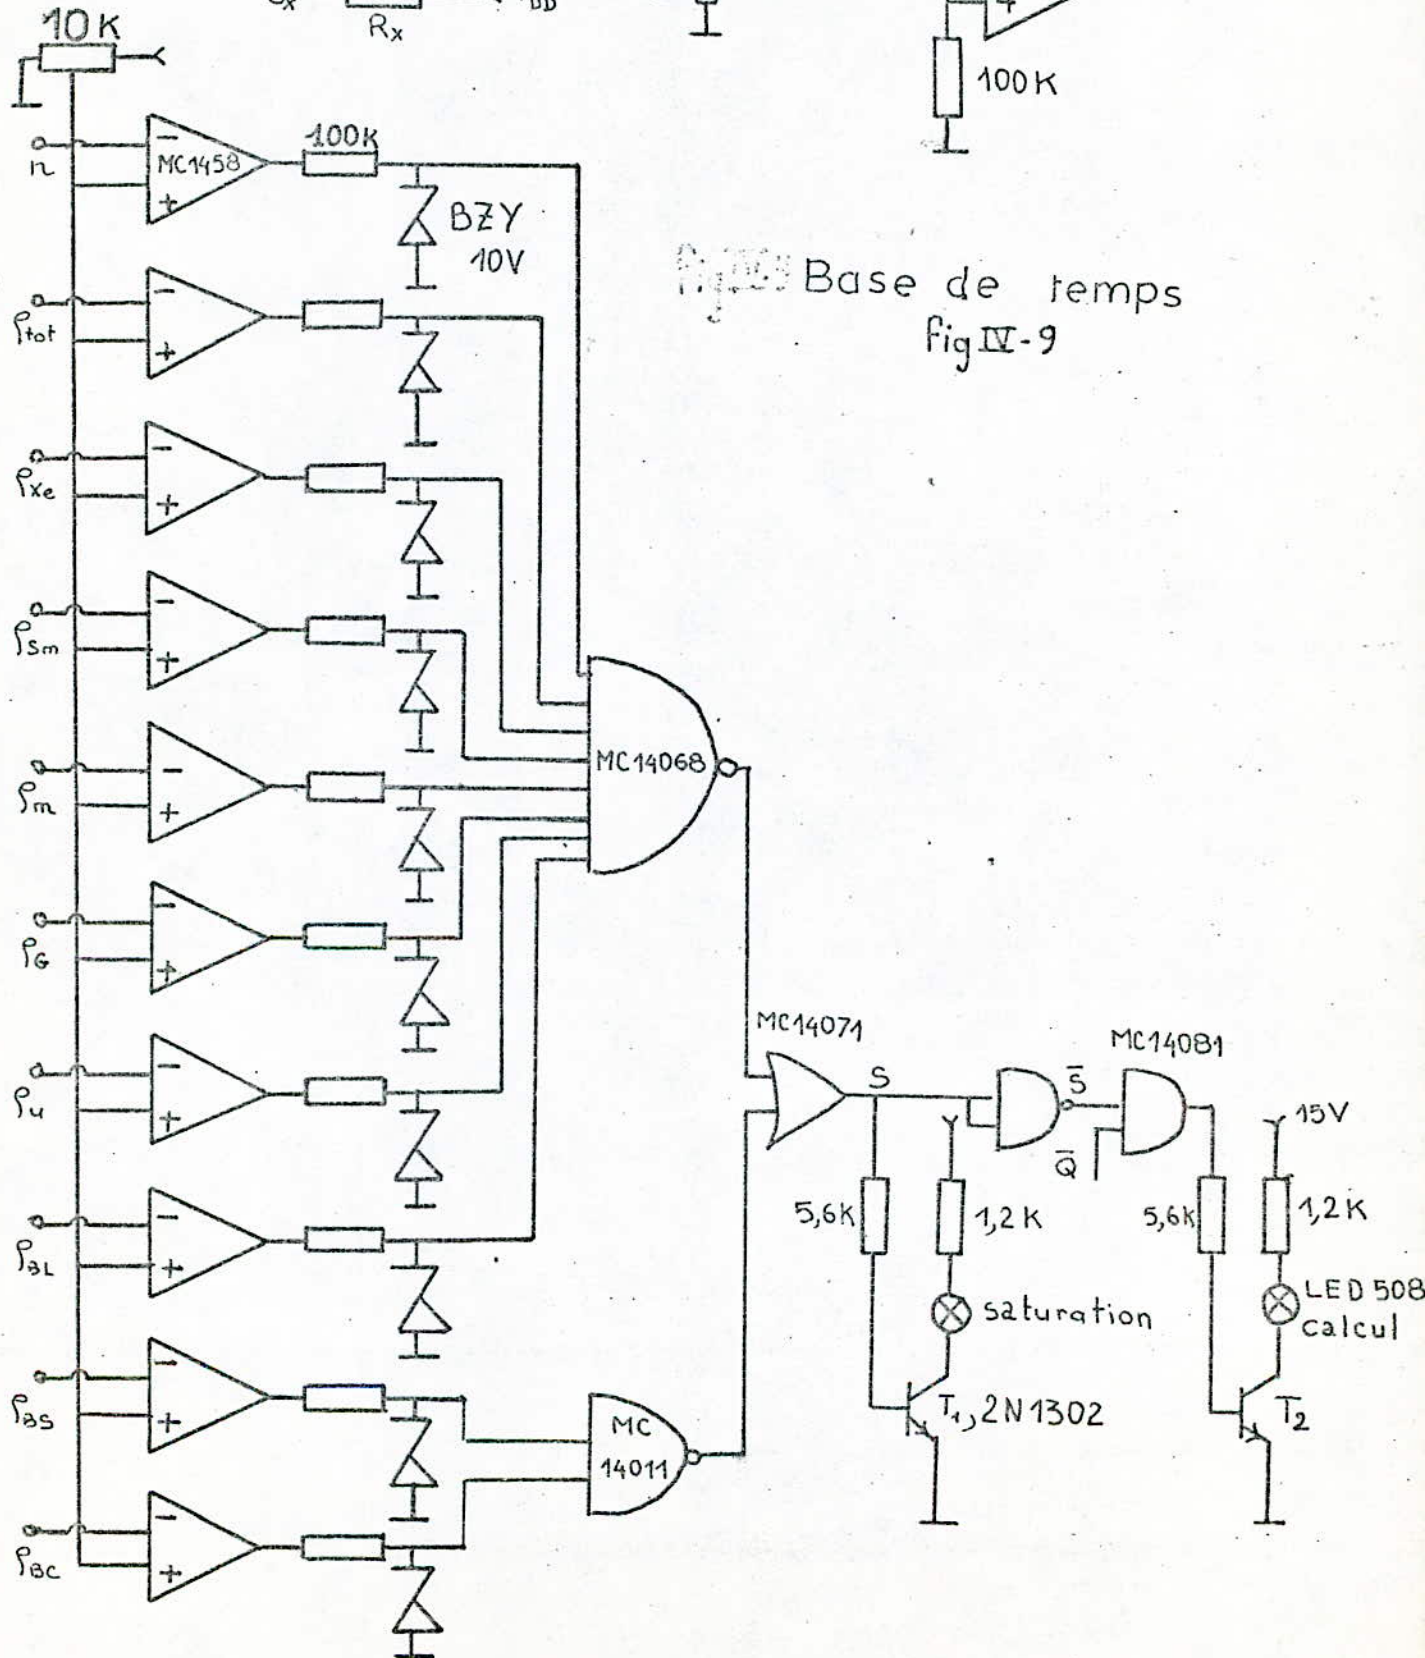 Rx
10K
100K
n
MC1458
100K
BZY
10V
Base de temps
fig IV-9
ρtot
ρXe
ρSm
ρm
MC14068
ρG
ρu
ρBL
MC14071
S
S̅
MC14081
Q̅
15V
5,6K
1,2K
5,6K
1,2K
saturation
LED 508
calcul
T1, 2N1302
T2
ρBS
MC
14011
ρBC